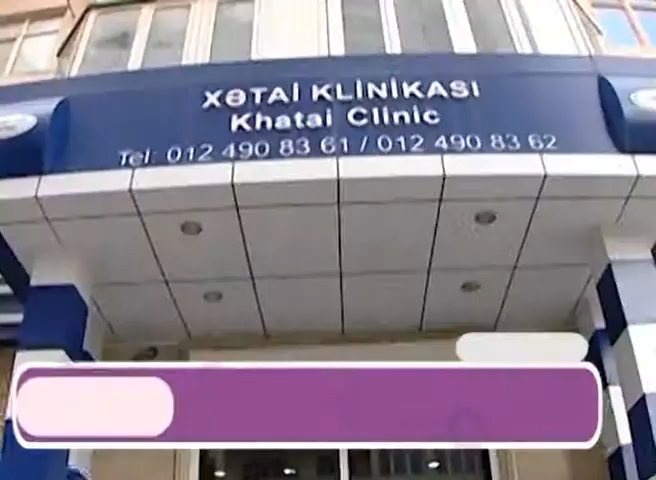 XƏTAİ KLİNİKASI
Khatai Clinic
Tel: 012 490 83 61 / 012 490 83 62